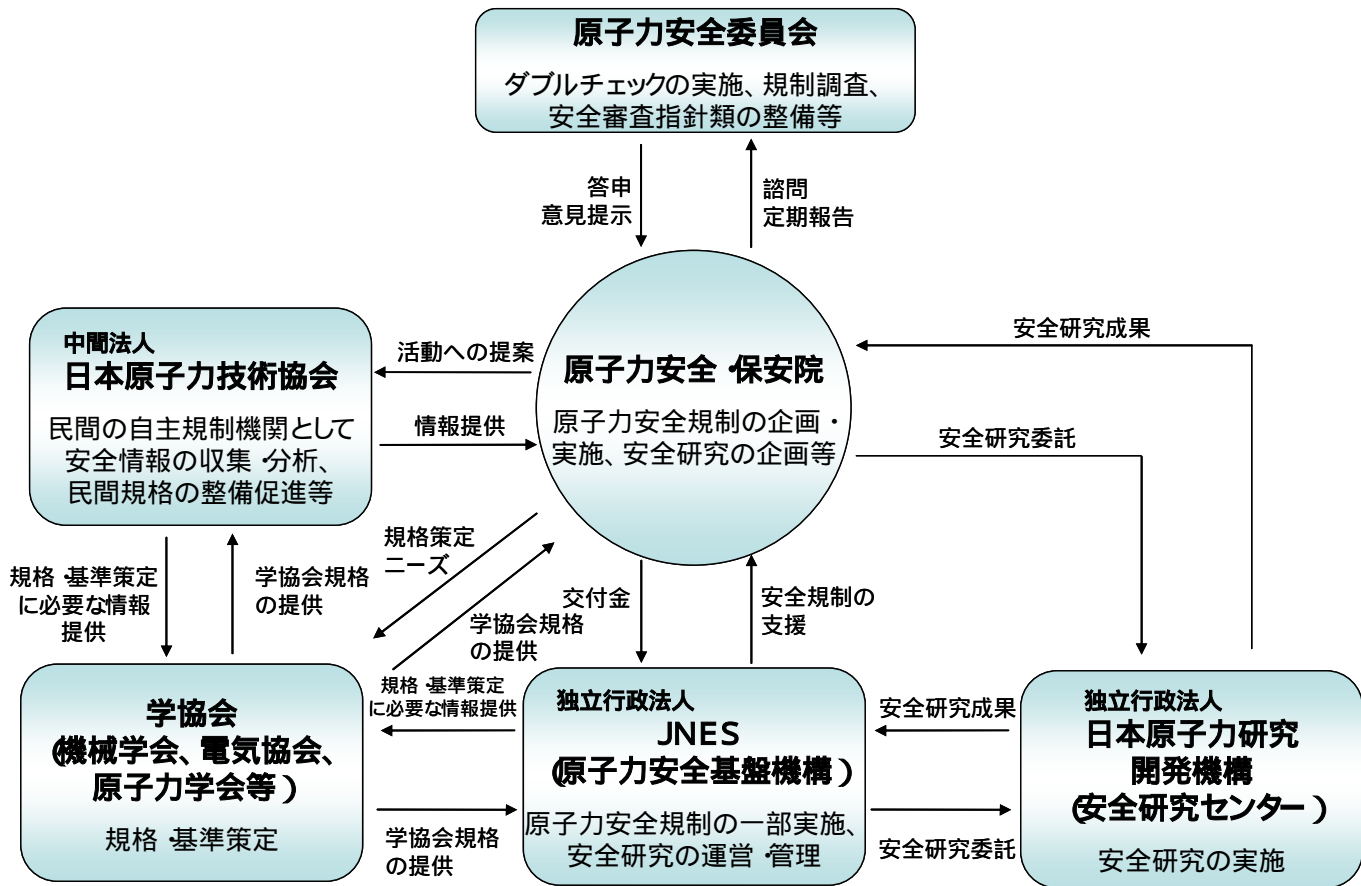 原子力安全委員会
ダブルチェックの実施、規制調査、
安全審査指針類の整備等
答申
意見提示
諮問
定期報告
中間法人
日本原子力技術協会
民間の自主規制機関として
安全情報の収集・分析、
民間規格の整備促進等
活動への提案
情報提供
原子力安全・保安院
原子力安全規制の企画・
実施、安全研究の企画等
安全研究成果
安全研究委託
規格・基準策定
に必要な情報
提供
学協会規格
の提供
規格策定
ニーズ
学協会規格
の提供
交付金
安全規制の
支援
学協会
(機械学会、電気協会、
原子力学会等)
規格・基準策定
規格・基準策定
に必要な情報提供
学協会規格
の提供
独立行政法人
JNES
(原子力安全基盤機構)
原子力安全規制の一部実施、
安全研究の運営・管理
安全研究成果
安全研究委託
独立行政法人
日本原子力研究
開発機構
(安全研究センター)
安全研究の実施